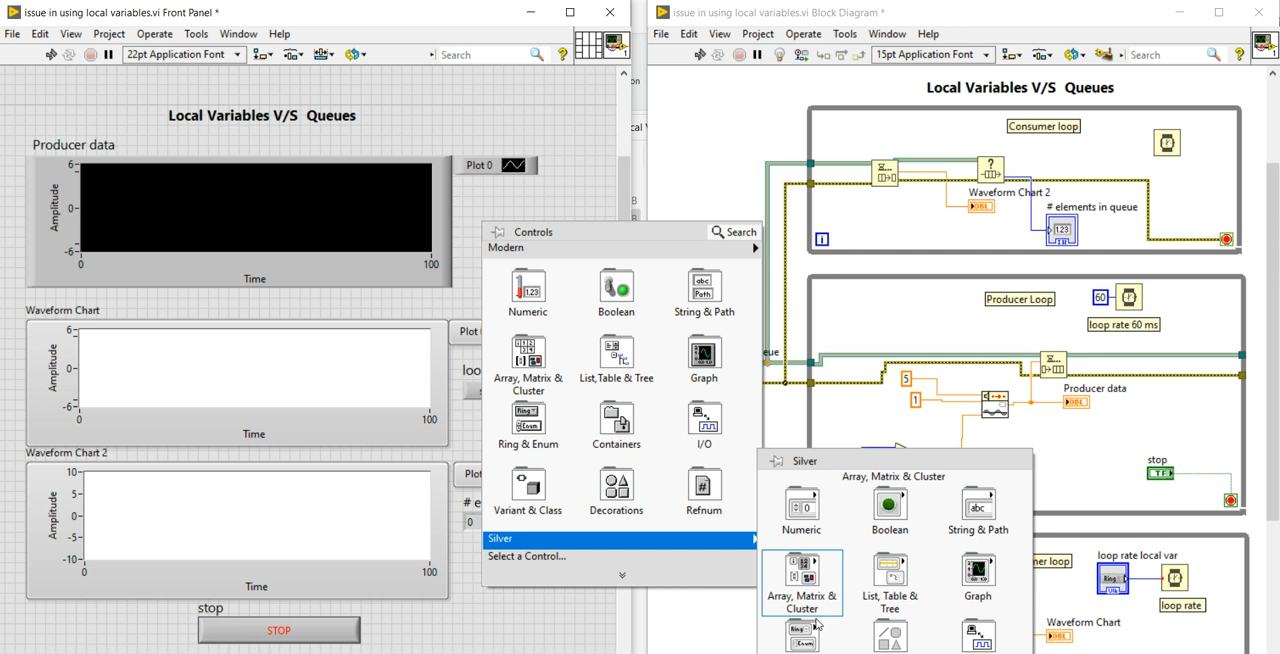 issue in using local variables.vi Front Panel *
File Edit View Project Operate Tools Window Help
22pt Application Font
Search
Local Variables V/S Queues
Producer data
Plot 0
Amplitude
6
0
-6
0
100
Time
Waveform Chart
Amplitude
6
0
-6
0
100
Time
Waveform Chart 2
Amplitude
10
5
0
-5
-10
0
100
Time
Plot
# e
0
stop
STOP
Controls
Search
Modern
Numeric
Boolean
String & Path
Array, Matrix & Cluster
List, Table & Tree
Graph
Ring & Enum
Containers
I/O
Variant & Class
Decorations
Refnum
Silver
Select a Control...
issue in using local variables.vi Block Diagram *
File Edit View Project Operate Tools Window Help
15pt Application Font
Search
Local Variables V/S Queues
Consumer loop
Waveform Chart 2
DBL
# elements in queue
1.23
i
Producer Loop
60
loop rate 60 ms
eue
5
1
Producer data
DBL
stop
TF
Silver
Array, Matrix & Cluster
Numeric
Boolean
String & Path
Array, Matrix & Cluster
List, Table & Tree
Graph
mer loop
loop rate local var
Ring
loop rate
Waveform Chart
DBL